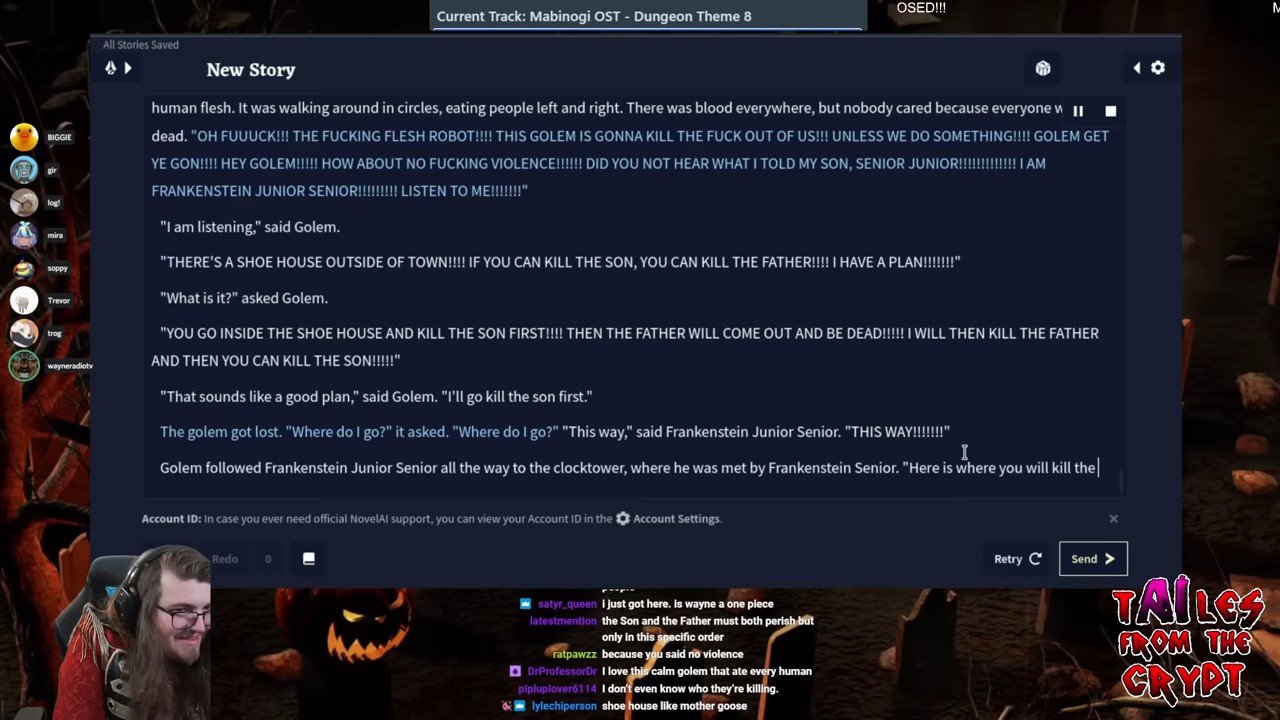 Current Track: Mabinogi OST - Dungeon Theme 8
OSED!!!
All Stories Saved
New Story
human flesh. It was walking around in circles, eating people left and right. There was blood everywhere, but nobody cared because everyone w
dead. "OH FUUUCK!!! THE FUCKING FLESH ROBOT!!!! THIS GOLEM IS GONNA KILL THE FUCK OUT OF US!!! UNLESS WE DO SOMETHING!!!! GOLEM GET
YE GON!!!! HEY GOLEM!!!!! HOW ABOUT NO FUCKING VIOLENCE!!!!!! DID YOU NOT HEAR WHAT I TOLD MY SON, SENIOR JUNIOR!!!!!!!!!!!!! I AM
FRANKENSTEIN JUNIOR SENIOR!!!!!!!!! LISTEN TO ME!!!!!!!"
"I am listening," said Golem.
"THERE'S A SHOE HOUSE OUTSIDE OF TOWN!!!! IF YOU CAN KILL THE SON, YOU CAN KILL THE FATHER!!!! I HAVE A PLAN!!!!!!!"
"What is it?" asked Golem.
"YOU GO INSIDE THE SHOE HOUSE AND KILL THE SON FIRST!!!! THEN THE FATHER WILL COME OUT AND BE DEAD!!!!! I WILL THEN KILL THE FATHER
AND THEN YOU CAN KILL THE SON!!!!!"
"That sounds like a good plan," said Golem. "I'll go kill the son first."
The golem got lost. "Where do I go?" it asked. "Where do I go?" "This way," said Frankenstein Junior Senior. "THIS WAY!!!!!!!"
Golem followed Frankenstein Junior Senior all the way to the clocktower, where he was met by Frankenstein Senior. "Here is where you will kill the
Account ID: In case you ever need official NovelAI support, you can view your Account ID in the Account Settings.
Redo 0
Retry
Send
BIGGIE
gir
log!
mira
soppy
Trevor
trog
wayneradiotv
people
satyr_queen I just got here. Is wayne a one piece
latestmention the Son and the Father must both perish but
only in this specific order
ratpawzz because you said no violence
DrProfessorDr I love this calm golem that ate every human
pipluplover6114 I don't even know who they're killing.
lylechiperson shoe house like mother goose
TAILES
FROM THE
CRYPT